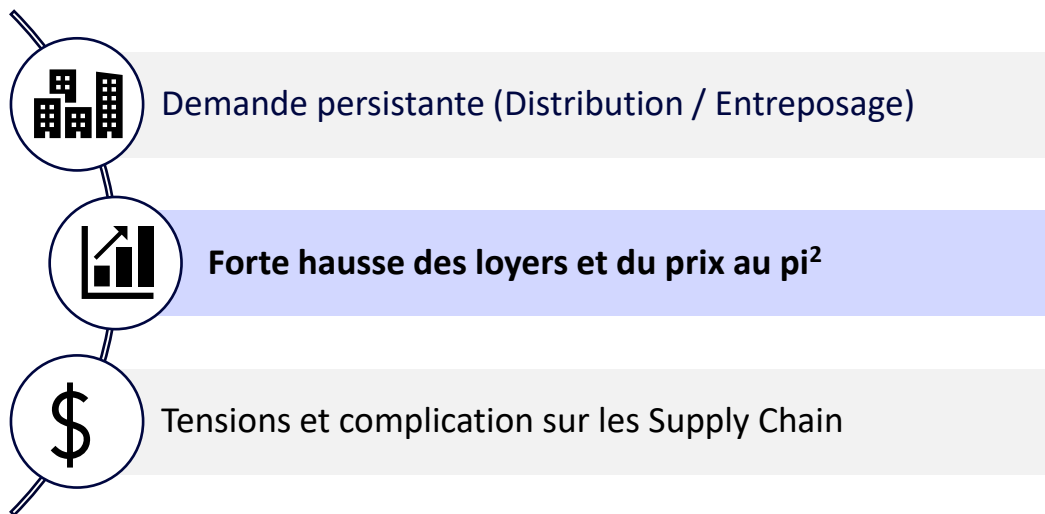 Demande persistante (Distribution / Entreposage)
Forte hausse des loyers et du prix au pi²
$
Tensions et complication sur les Supply Chain